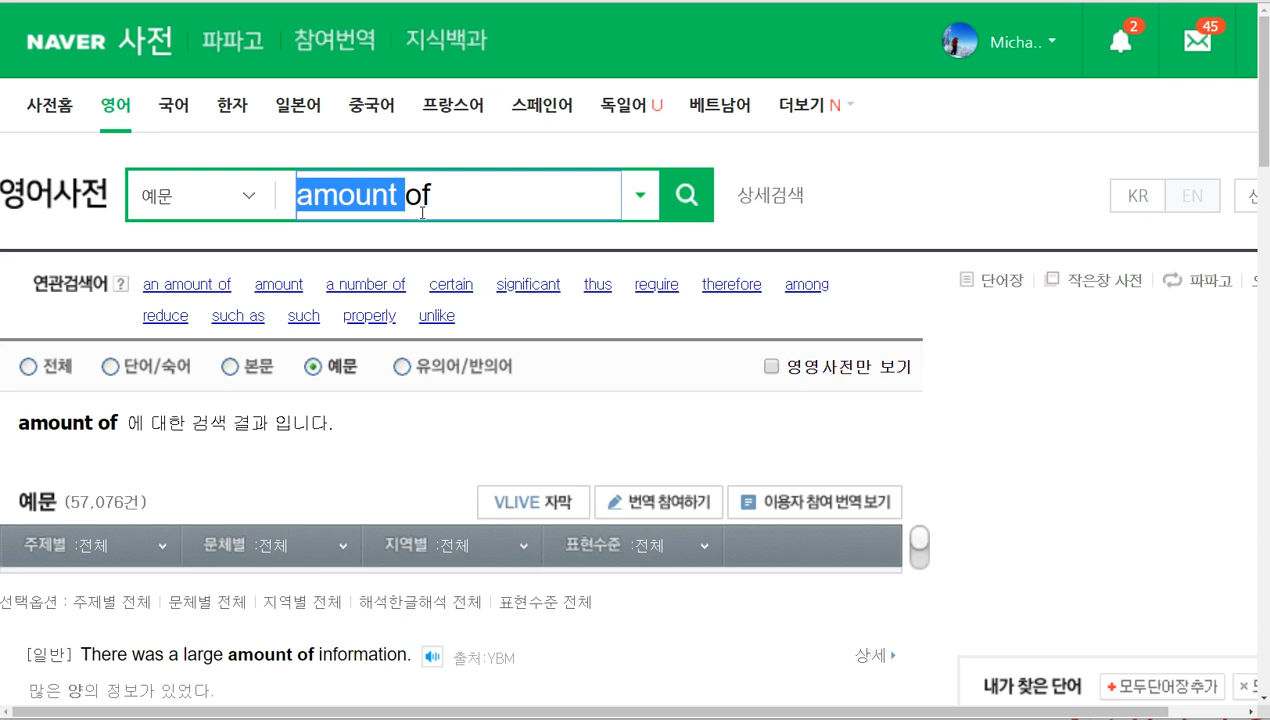 NAVER 사전 파파고 참여번역 지식백과 Micha.. 2 45
사전홈 영어 국어 한자 일본어 중국어 프랑스어 스페인어 독일어 U 베트남어 더보기 N
영어사전 예문 amount of 상세검색 KR EN
연관검색어 ? an amount of amount a number of certain significant thus require therefore among
reduce such as such properly unlike
단어장 작은창 사전 파파고
전체 단어/숙어 본문 예문 유의어/반의어 영영사전만 보기
amount of 에 대한 검색 결과 입니다.
예문 (57,076건) VLIVE 자막 번역 참여하기 이용자 참여 번역 보기
주제별 :전체 문체별 :전체 지역별 :전체 표현수준 :전체
선택옵션 : 주제별 전체 문체별 전체 지역별 전체 해석한글해석 전체 표현수준 전체
[일반] There was a large amount of information. 출처:YBM 상세
많은 양의 정보가 있었다.
내가 찾은 단어 +모두단어장추가